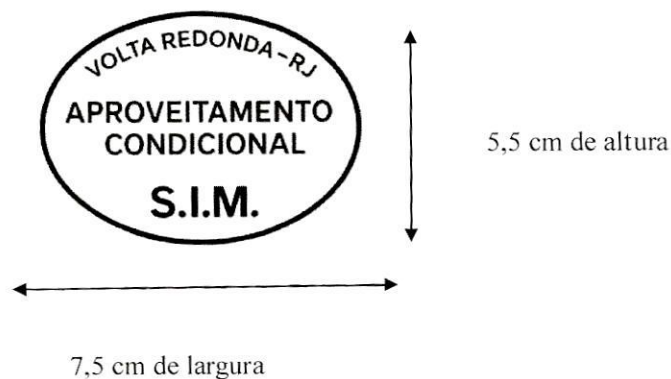 VOLTA REDONDA-RJ
APROVEITAMENTO
CONDICIONAL
S.I.M.
5,5 cm de altura
7,5 cm de largura